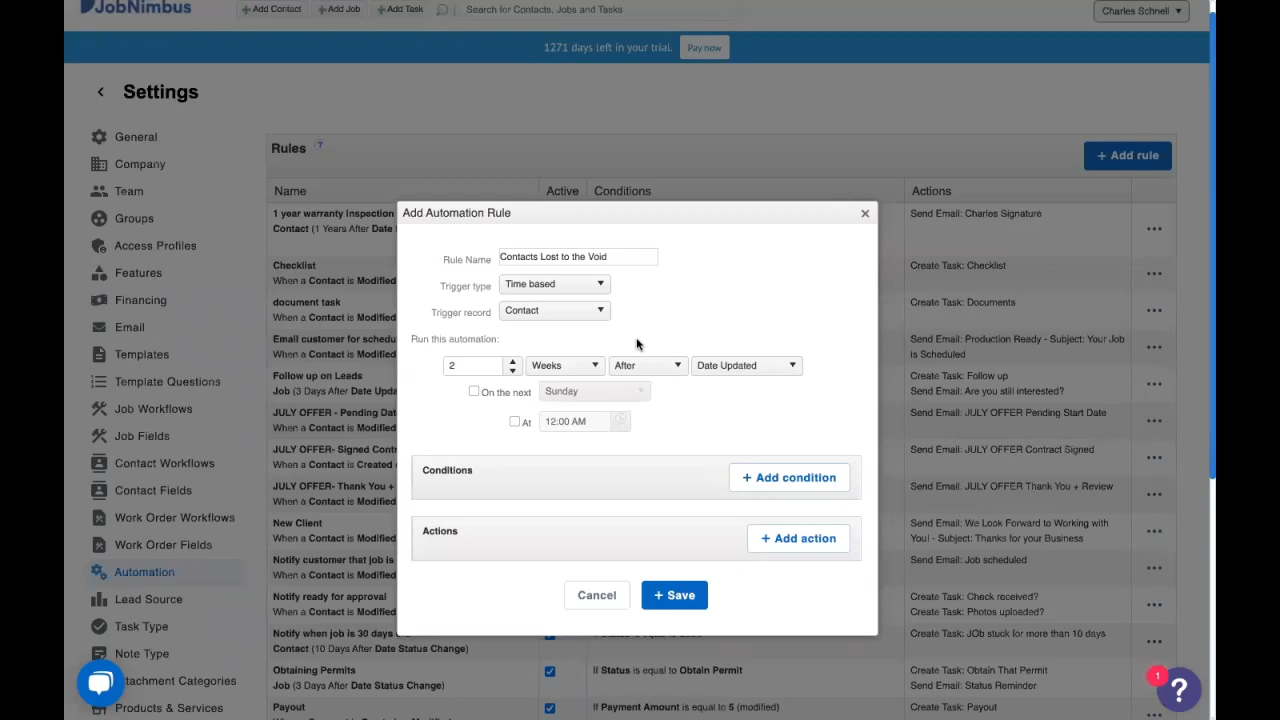 JobNimbus
+ Add Contact
+ Add Job
+ Add Task
Search for Contacts, Jobs and Tasks
Charles Schnell
1271 days left in your trial.
Pay now
Settings
General
Company
Team
Groups
Access Profiles
Features
Financing
Email
Templates
Template Questions
Job Workflows
Job Fields
Contact Workflows
Contact Fields
Work Order Workflows
Work Order Fields
Automation
Lead Source
Task Type
Note Type
ttachment Categories
Products & Services
Rules ?
+ Add rule
Name
Active
Conditions
Actions
1 year warranty inspection
Contact (1 Years After Date
Send Email: Charles Signature
Checklist
When a Contact is Modified
Create Task: Checklist
document task
When a Contact is Modified
Create Task: Documents
Email customer for schedu
When a Contact is Modified
Send Email: Production Ready - Subject: Your Job
is Scheduled
Follow up on Leads
Job (3 Days After Date Upda
Create Task: Follow up
Send Email: Are you still interested?
JULY OFFER - Pending Dat
When a Contact is Modified
Send Email: JULY OFFER Pending Start Date
JULY OFFER- Signed Contr
When a Contact is Created
Send Email: JULY OFFER Contract Signed
JULY OFFER- Thank You +
When a Contact is Modified
Send Email: JULY OFFER Thank You + Review
New Client
When a Contact is Modified
Send Email: We Look Forward to Working with
You! - Subject: Thanks for your Business
Notify customer that job is
When a Contact is Modified
Send Email: Job scheduled
Notify ready for approval
When a Contact is Modified
Create Task: Check received?
Create Task: Photos uploaded?
Notify when job is 30 days
Contact (10 Days After Date Status Change)
Create Task: JOb stuck for more than 10 days
Obtaining Permits
Job (3 Days After Date Status Change)
If Status is equal to Obtain Permit
Create Task: Obtain That Permit
Send Email: Status Reminder
Payout
If Payment Amount is equal to 5 (modified)
Create Task: Payout
Add Automation Rule
Rule Name
Contacts Lost to the Void
Trigger type
Time based
Trigger record
Contact
Run this automation:
2
Weeks
After
Date Updated
On the next
Sunday
At
12:00 AM
Conditions
+ Add condition
Actions
+ Add action
Cancel
+ Save
1
?